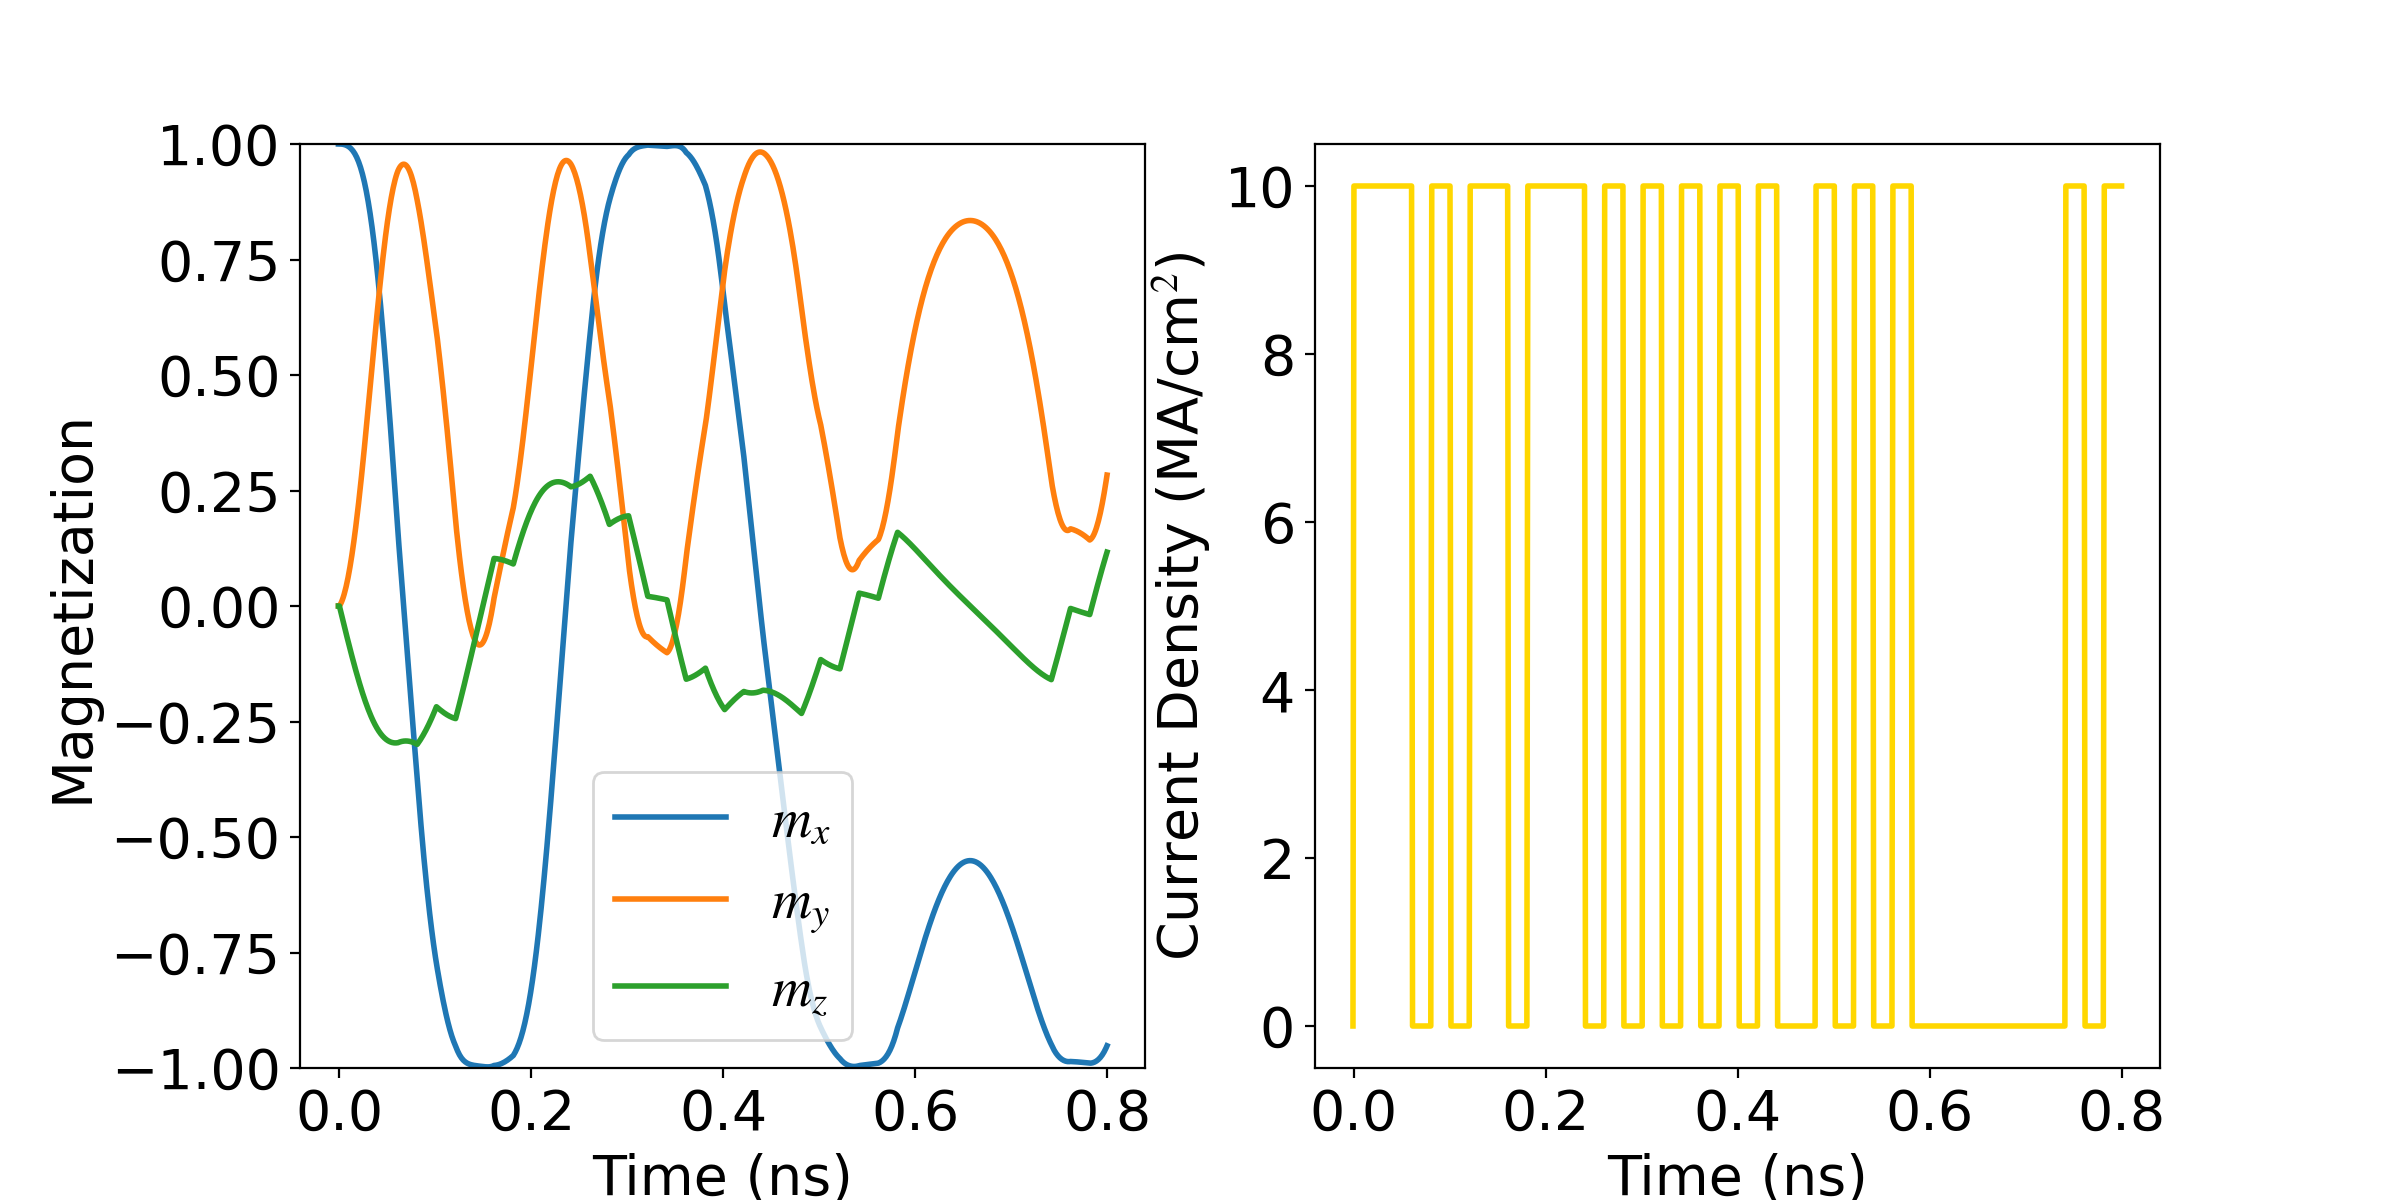 Magnetization
1.00
0.75
0.50
0.25
0.00
−0.25
−0.50
−0.75
−1.00
0.0 0.2 0.4 0.6 0.8
Time (ns)
m_x
m_y
m_z
Current Density (MA/cm²)
10
8
6
4
2
0
0.0 0.2 0.4 0.6 0.8
Time (ns)